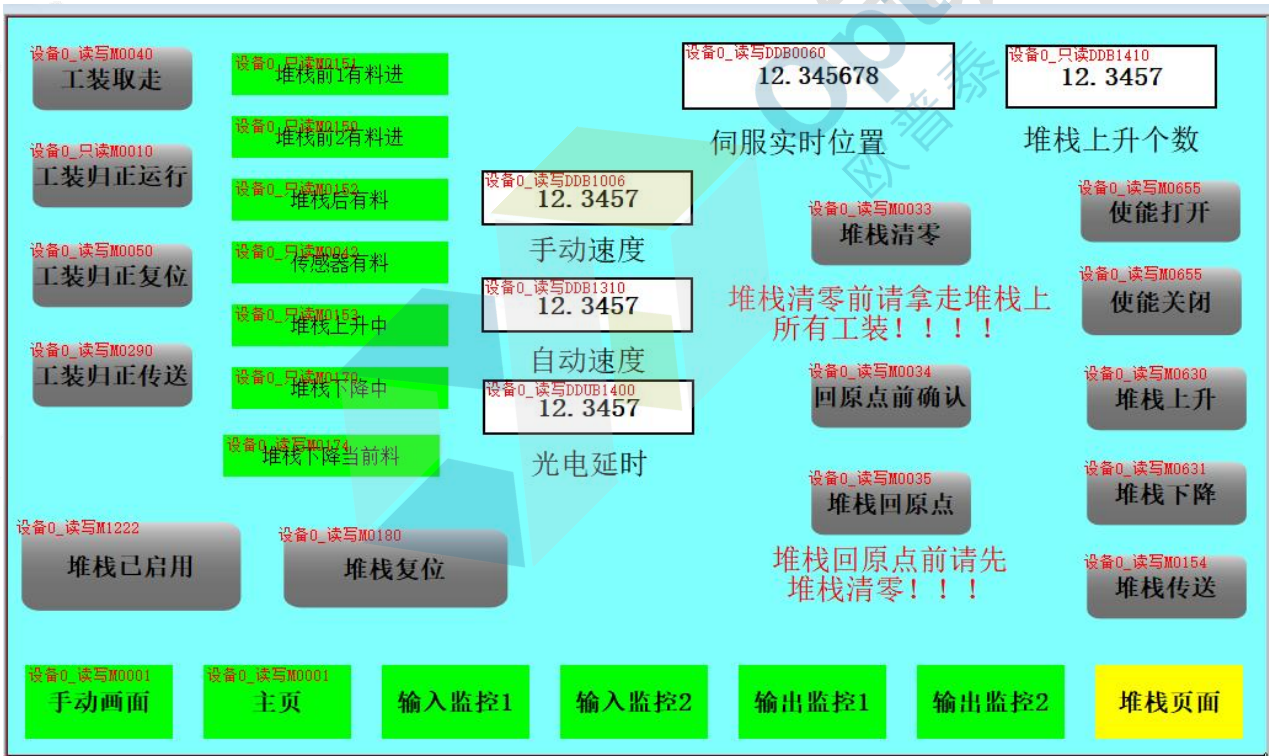 设备0_读写M0040
工装取走
设备0_只读M0010
工装归正运行
设备0_读写M0050
工装归正复位
设备0_读写M0290
工装归正传送
设备0_只读M0151
堆栈前1有料进
设备0_只读M0150
堆栈前2有料进
设备0_只读M0152
堆栈后有料
设备0_只读M0042
传感器有料
设备0_只读M0153
堆栈上升中
设备0_只读M0170
堆栈下降中
设备0_读写M0174
堆栈下降当前料
设备0_读写DDB0060
12.345678
伺服实时位置
设备0_只读DDB1410
12.3457
堆栈上升个数
设备0_读写DDB1006
12.3457
手动速度
设备0_读写DDB1310
12.3457
自动速度
设备0_读写DDUB1400
12.3457
光电延时
设备0_读写M0033
堆栈清零
堆栈清零前请拿走堆栈上
所有工装！！！！
设备0_读写M0034
回原点前确认
设备0_读写M0035
堆栈回原点
堆栈回原点前请先
堆栈清零！！！
设备0_读写M0655
使能打开
设备0_读写M0655
使能关闭
设备0_读写M0630
堆栈上升
设备0_读写M0631
堆栈下降
设备0_读写M0154
堆栈传送
设备0_读写M1222
堆栈已启用
设备0_读写M0180
堆栈复位
设备0_读写M0001
手动画面
设备0_读写M0001
主页
输入监控1
输入监控2
输出监控1
输出监控2
堆栈页面
欧普泰